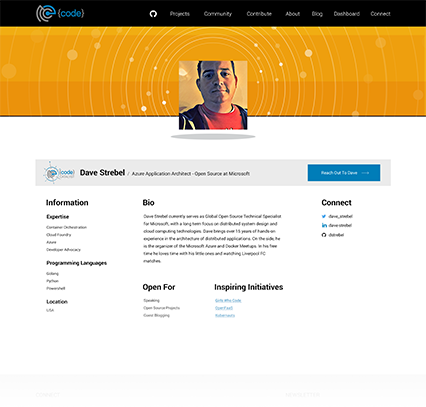 {code}
Projects Community Contribute About Blog Dashboard Connect
{code}
Dave Strebel / Azure Application Architect - Open Source at Microsoft
Reach Out To Dave
Information
Expertise
Container Orchestration
Cloud Foundry
Azure
Developer Advocacy
Programming Languages
Golang
Python
Powershell
Location
USA
Bio
Dave Strebel currently serves as Global Open Source Technical Specialist
for Microsoft, with a long term focus on distributed system design and
cloud computing technologies. Dave brings over 15 years of hands-on
experience in the architecture of distributed applications. On the side, he
is the organizer of the Microsoft Azure and Docker Meetups. In his free
time he loves time with his little ones and watching Liverpool FC
matches.
Open For
Speaking
Open Source Projects
Guest Blogging
Inspiring Initiatives
Girls Who Code
OpenFaaS
Kubernetes
Connect
dave_strebel
dave-strebel
dstrebel